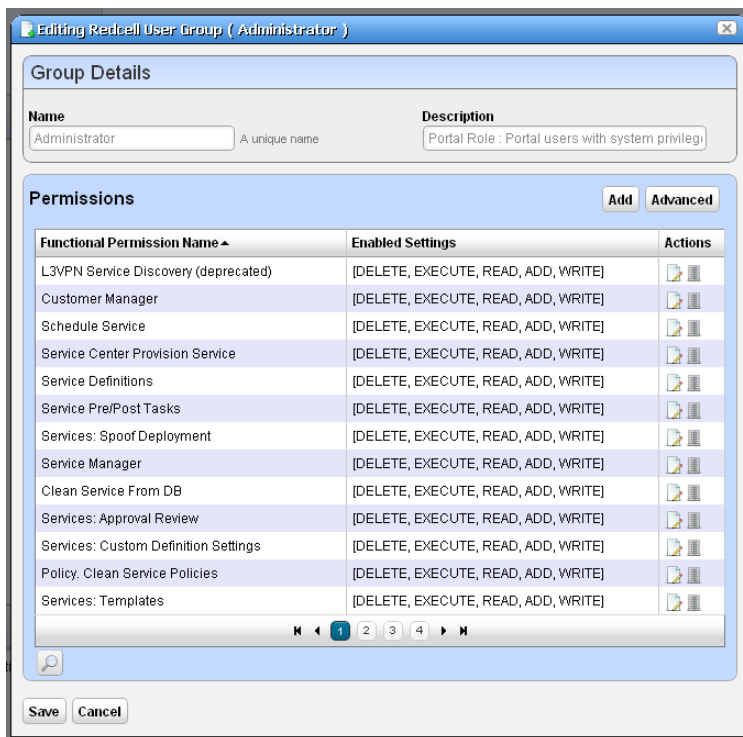 Editing Redcell User Group ( Administrator )
Group Details
Name Description
Administrator A unique name Portal Role : Portal users with system privileg
Permissions Add Advanced
Functional Permission Name Enabled Settings Actions
L3VPN Service Discovery (deprecated) [DELETE, EXECUTE, READ, ADD, WRITE]
Customer Manager [DELETE, EXECUTE, READ, ADD, WRITE]
Schedule Service [DELETE, EXECUTE, READ, ADD, WRITE]
Service Center Provision Service [DELETE, EXECUTE, READ, ADD, WRITE]
Service Definitions [DELETE, EXECUTE, READ, ADD, WRITE]
Service Pre/Post Tasks [DELETE, EXECUTE, READ, ADD, WRITE]
Services: Spoof Deployment [DELETE, EXECUTE, READ, ADD, WRITE]
Service Manager [DELETE, EXECUTE, READ, ADD, WRITE]
Clean Service From DB [DELETE, EXECUTE, READ, ADD, WRITE]
Services: Approval Review [DELETE, EXECUTE, READ, ADD, WRITE]
Services: Custom Definition Settings [DELETE, EXECUTE, READ, ADD, WRITE]
Policy. Clean Service Policies [DELETE, EXECUTE, READ, ADD, WRITE]
Services: Templates [DELETE, EXECUTE, READ, ADD, WRITE]
1 2 3 4
Save Cancel